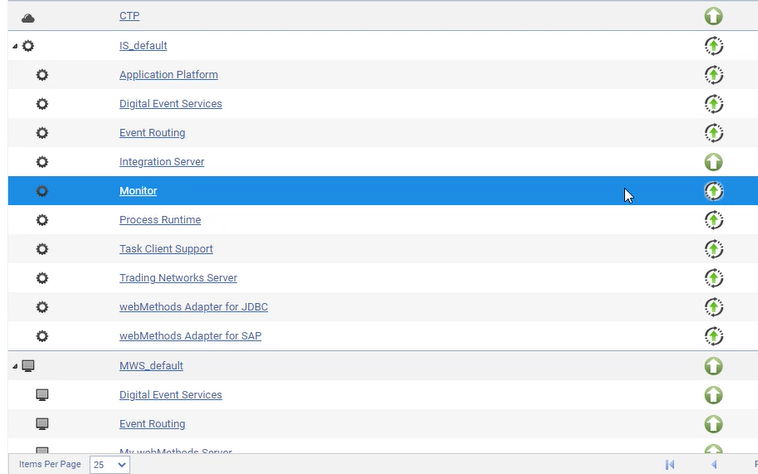 CTP
IS_default
Application Platform
Digital Event Services
Event Routing
Integration Server
Monitor
Process Runtime
Task Client Support
Trading Networks Server
webMethods Adapter for JDBC
webMethods Adapter for SAP
MWS_default
Digital Event Services
Event Routing
My webMethods Server
Items Per Page 25